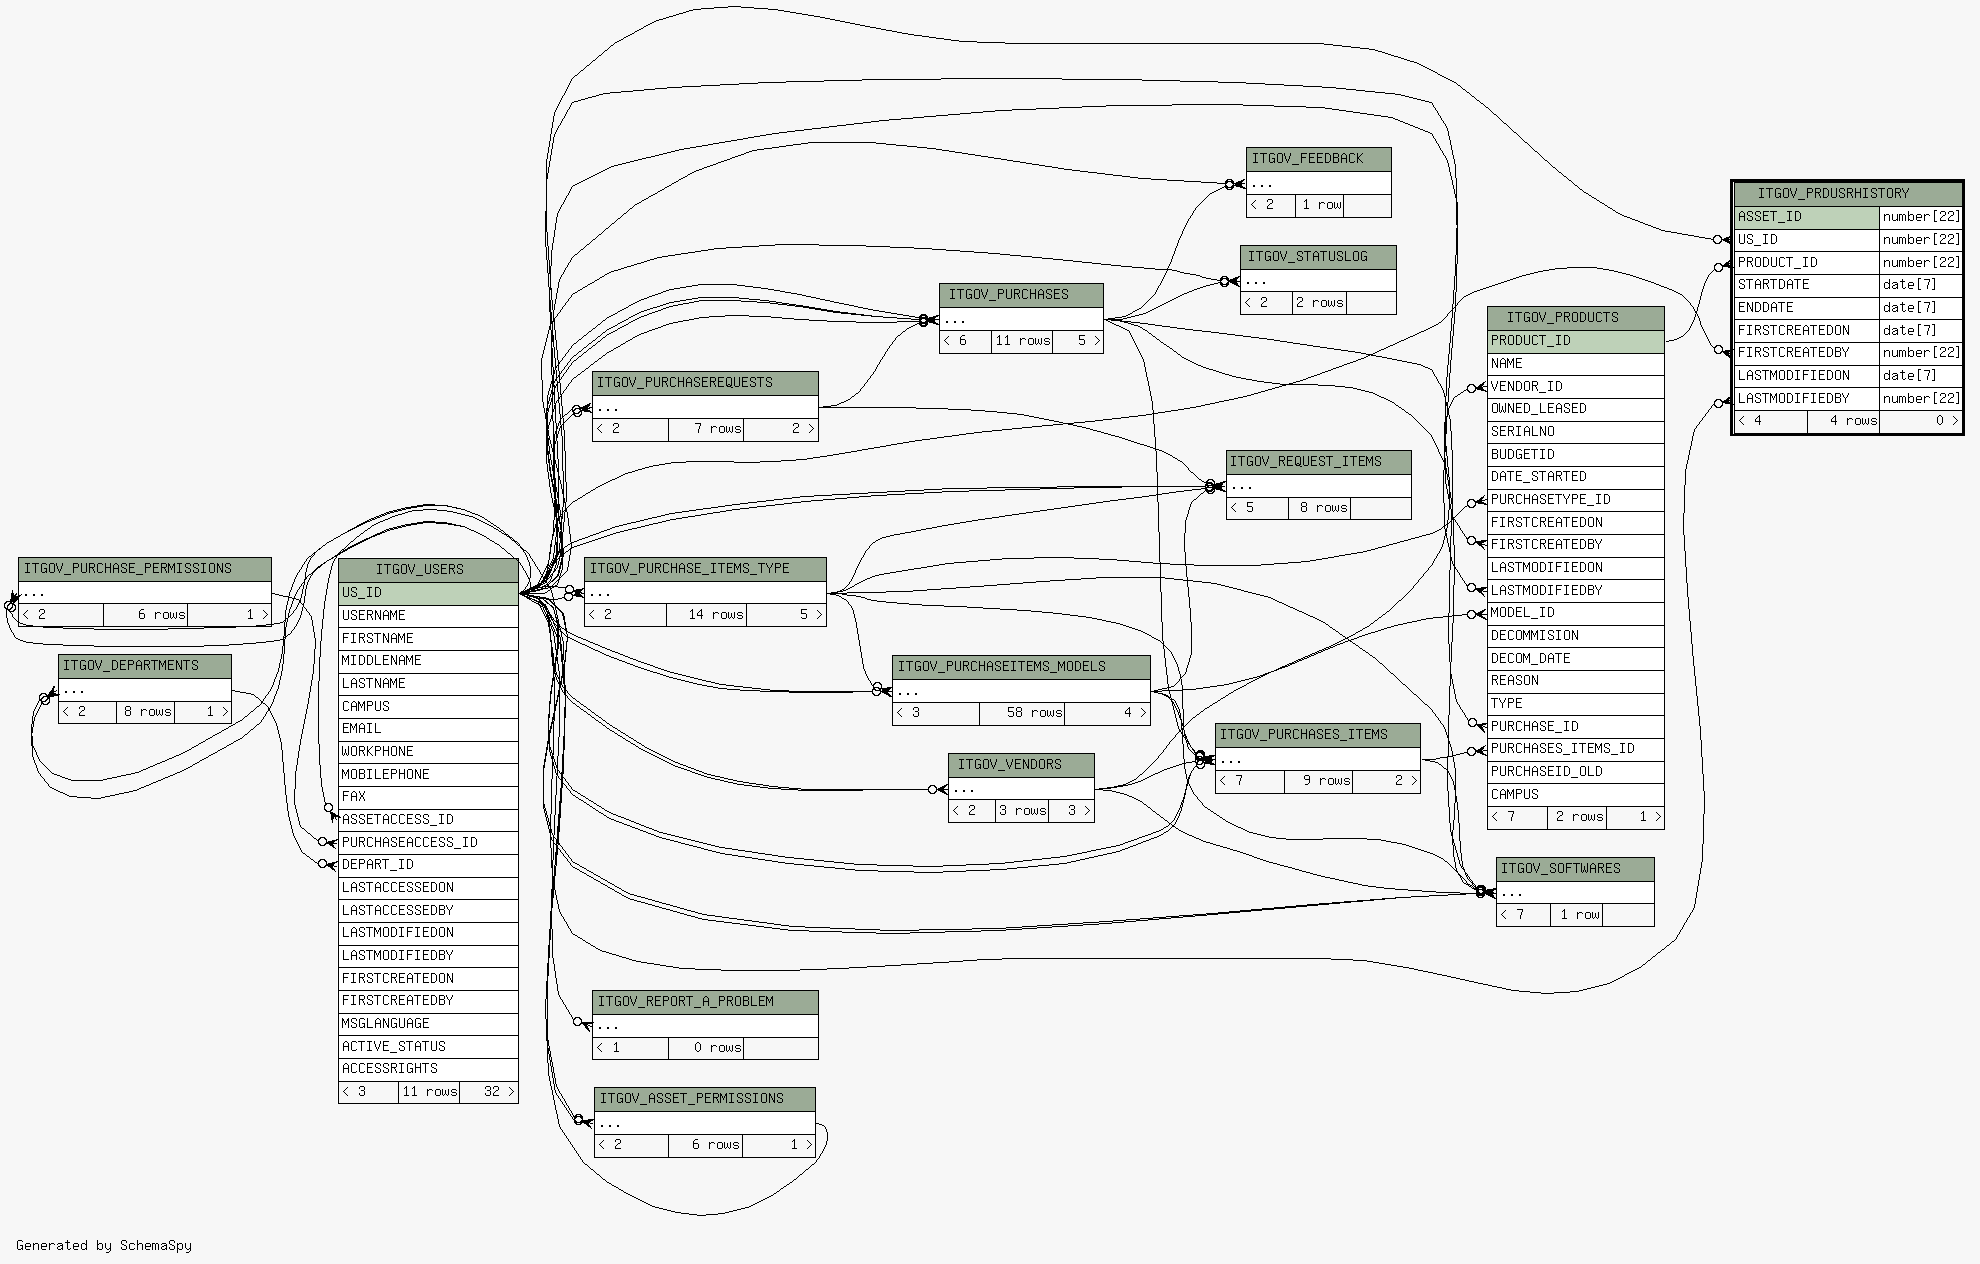 ITGOV_FEEDBACK
...
< 2 1 row
ITGOV_PRDUSRHISTORY
ASSET_ID number[22]
US_ID number[22]
PRODUCT_ID number[22]
STARTDATE date[7]
ENDDATE date[7]
FIRSTCREATEDON date[7]
FIRSTCREATEDBY number[22]
LASTMODIFIEDON date[7]
LASTMODIFIEDBY number[22]
< 4 4 rows 0 >
ITGOV_STATUSLOG
...
< 2 2 rows
ITGOV_PURCHASES
...
< 6 11 rows 5 >
ITGOV_PRODUCTS
PRODUCT_ID
NAME
VENDOR_ID
OWNED_LEASED
SERIALNO
BUDGETID
DATE_STARTED
PURCHASETYPE_ID
FIRSTCREATEDON
FIRSTCREATEDBY
LASTMODIFIEDON
LASTMODIFIEDBY
MODEL_ID
DECOMMISION
DECOM_DATE
REASON
TYPE
PURCHASE_ID
PURCHASES_ITEMS_ID
PURCHASEID_OLD
CAMPUS
< 7 2 rows 1 >
ITGOV_PURCHASEREQUESTS
...
< 2 7 rows 2 >
ITGOV_REQUEST_ITEMS
...
< 5 8 rows
ITGOV_PURCHASE_PERMISSIONS
...
< 2 6 rows 1 >
ITGOV_USERS
US_ID
USERNAME
FIRSTNAME
MIDDLENAME
LASTNAME
CAMPUS
EMAIL
WORKPHONE
MOBILEPHONE
FAX
ASSETACCESS_ID
PURCHASEACCESS_ID
DEPART_ID
LASTACCESSEDON
LASTACCESSEDBY
LASTMODIFIEDON
LASTMODIFIEDBY
FIRSTCREATEDON
FIRSTCREATEDBY
MSGLANGUAGE
ACTIVE_STATUS
ACCESSRIGHTS
< 3 11 rows 32 >
ITGOV_PURCHASE_ITEMS_TYPE
...
< 2 14 rows 5 >
ITGOV_DEPARTMENTS
...
< 2 8 rows 1 >
ITGOV_PURCHASEITEMS_MODELS
...
< 3 58 rows 4 >
ITGOV_PURCHASES_ITEMS
...
< 7 9 rows 2 >
ITGOV_VENDORS
...
< 2 3 rows 3 >
ITGOV_SOFTWARES
...
< 7 1 row
ITGOV_REPORT_A_PROBLEM
...
< 1 0 rows
ITGOV_ASSET_PERMISSIONS
...
< 2 6 rows 1 >
Generated by SchemaSpy